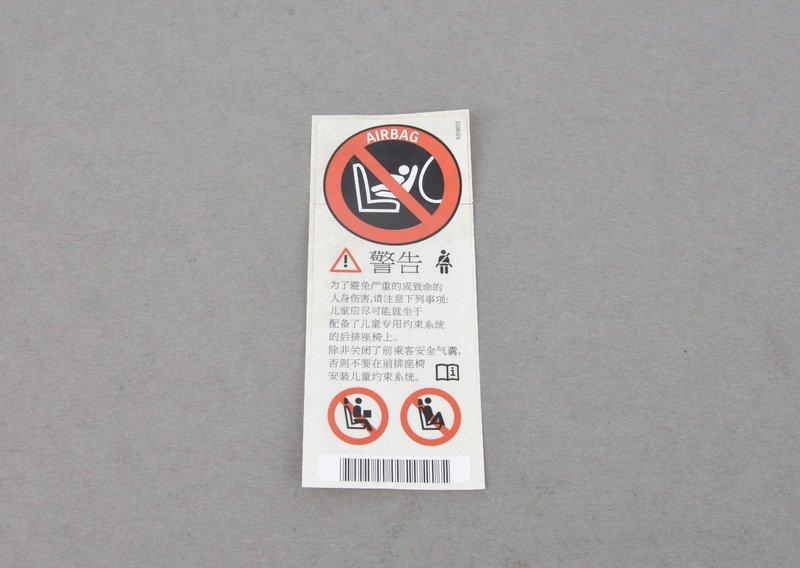 AIRBAG
警告
为了避免严重的或致命的
人身伤害,请注意下列事项:
儿童应尽可能就坐于
配备了儿童专用约束系统
的后排座椅上。
除非关闭了前乘客安全气囊,
否则不要在前排座椅
安装儿童约束系统。